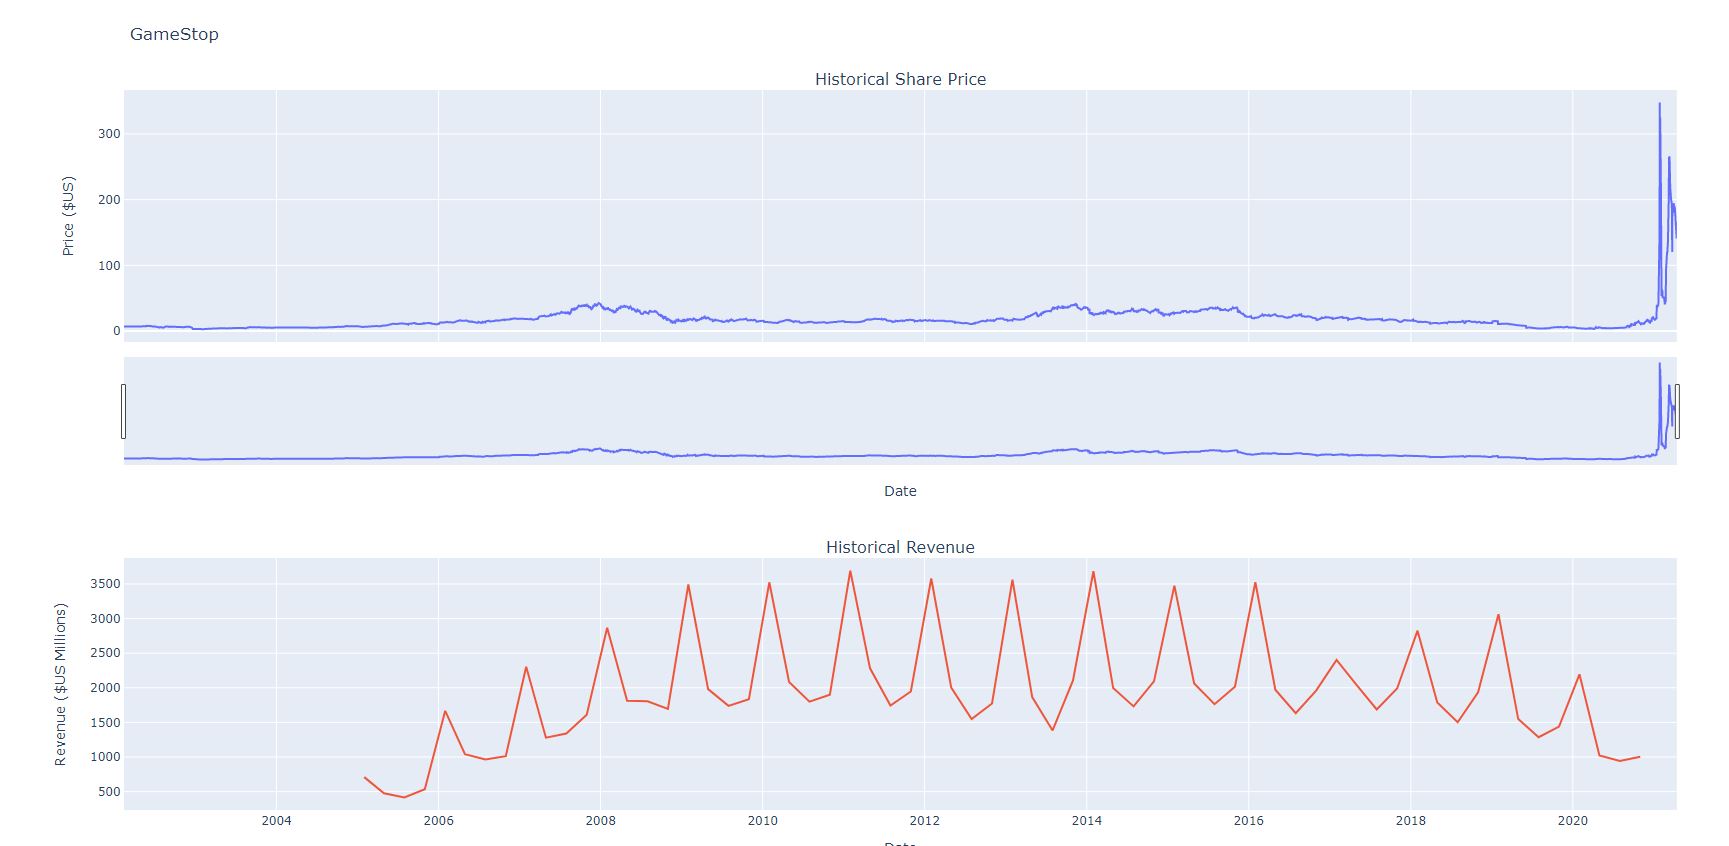 GameStop
Historical Share Price
Price ($US)
300
200
100
0
Date
Historical Revenue
Revenue ($US Millions)
3500
3000
2500
2000
1500
1000
500
2004 2006 2008 2010 2012 2014 2016 2018 2020
Date